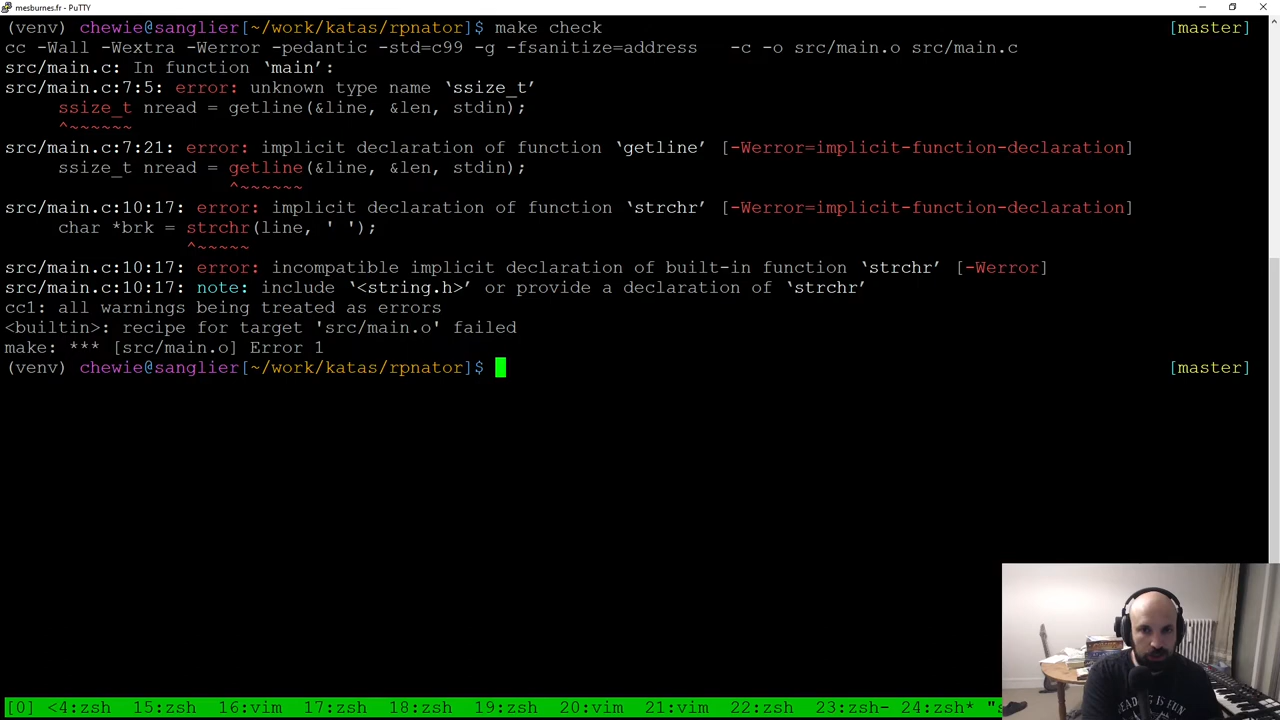 mesburnes.fr - PuTTY
(venv) chewie@sanglier[~/work/katas/rpnator]$ make check [master]
cc -Wall -Wextra -Werror -pedantic -std=c99 -g -fsanitize=address   -c -o src/main.o src/main.c
src/main.c: In function ‘main’:
src/main.c:7:5: error: unknown type name ‘ssize_t’
     ssize_t nread = getline(&line, &len, stdin);
     ^~~~~~~
src/main.c:7:21: error: implicit declaration of function ‘getline’ [-Werror=implicit-function-declaration]
     ssize_t nread = getline(&line, &len, stdin);
                     ^~~~~~~
src/main.c:10:17: error: implicit declaration of function ‘strchr’ [-Werror=implicit-function-declaration]
     char *brk = strchr(line, ' ');
                 ^~~~~~
src/main.c:10:17: error: incompatible implicit declaration of built-in function ‘strchr’ [-Werror]
src/main.c:10:17: note: include ‘<string.h>’ or provide a declaration of ‘strchr’
cc1: all warnings being treated as errors
<builtin>: recipe for target 'src/main.o' failed
make: *** [src/main.o] Error 1
(venv) chewie@sanglier[~/work/katas/rpnator]$ [master]
[0] <4:zsh  15:zsh  16:vim  17:zsh  18:zsh  19:zsh  20:vim  21:vim  22:zsh  23:zsh- 24:zsh* "s